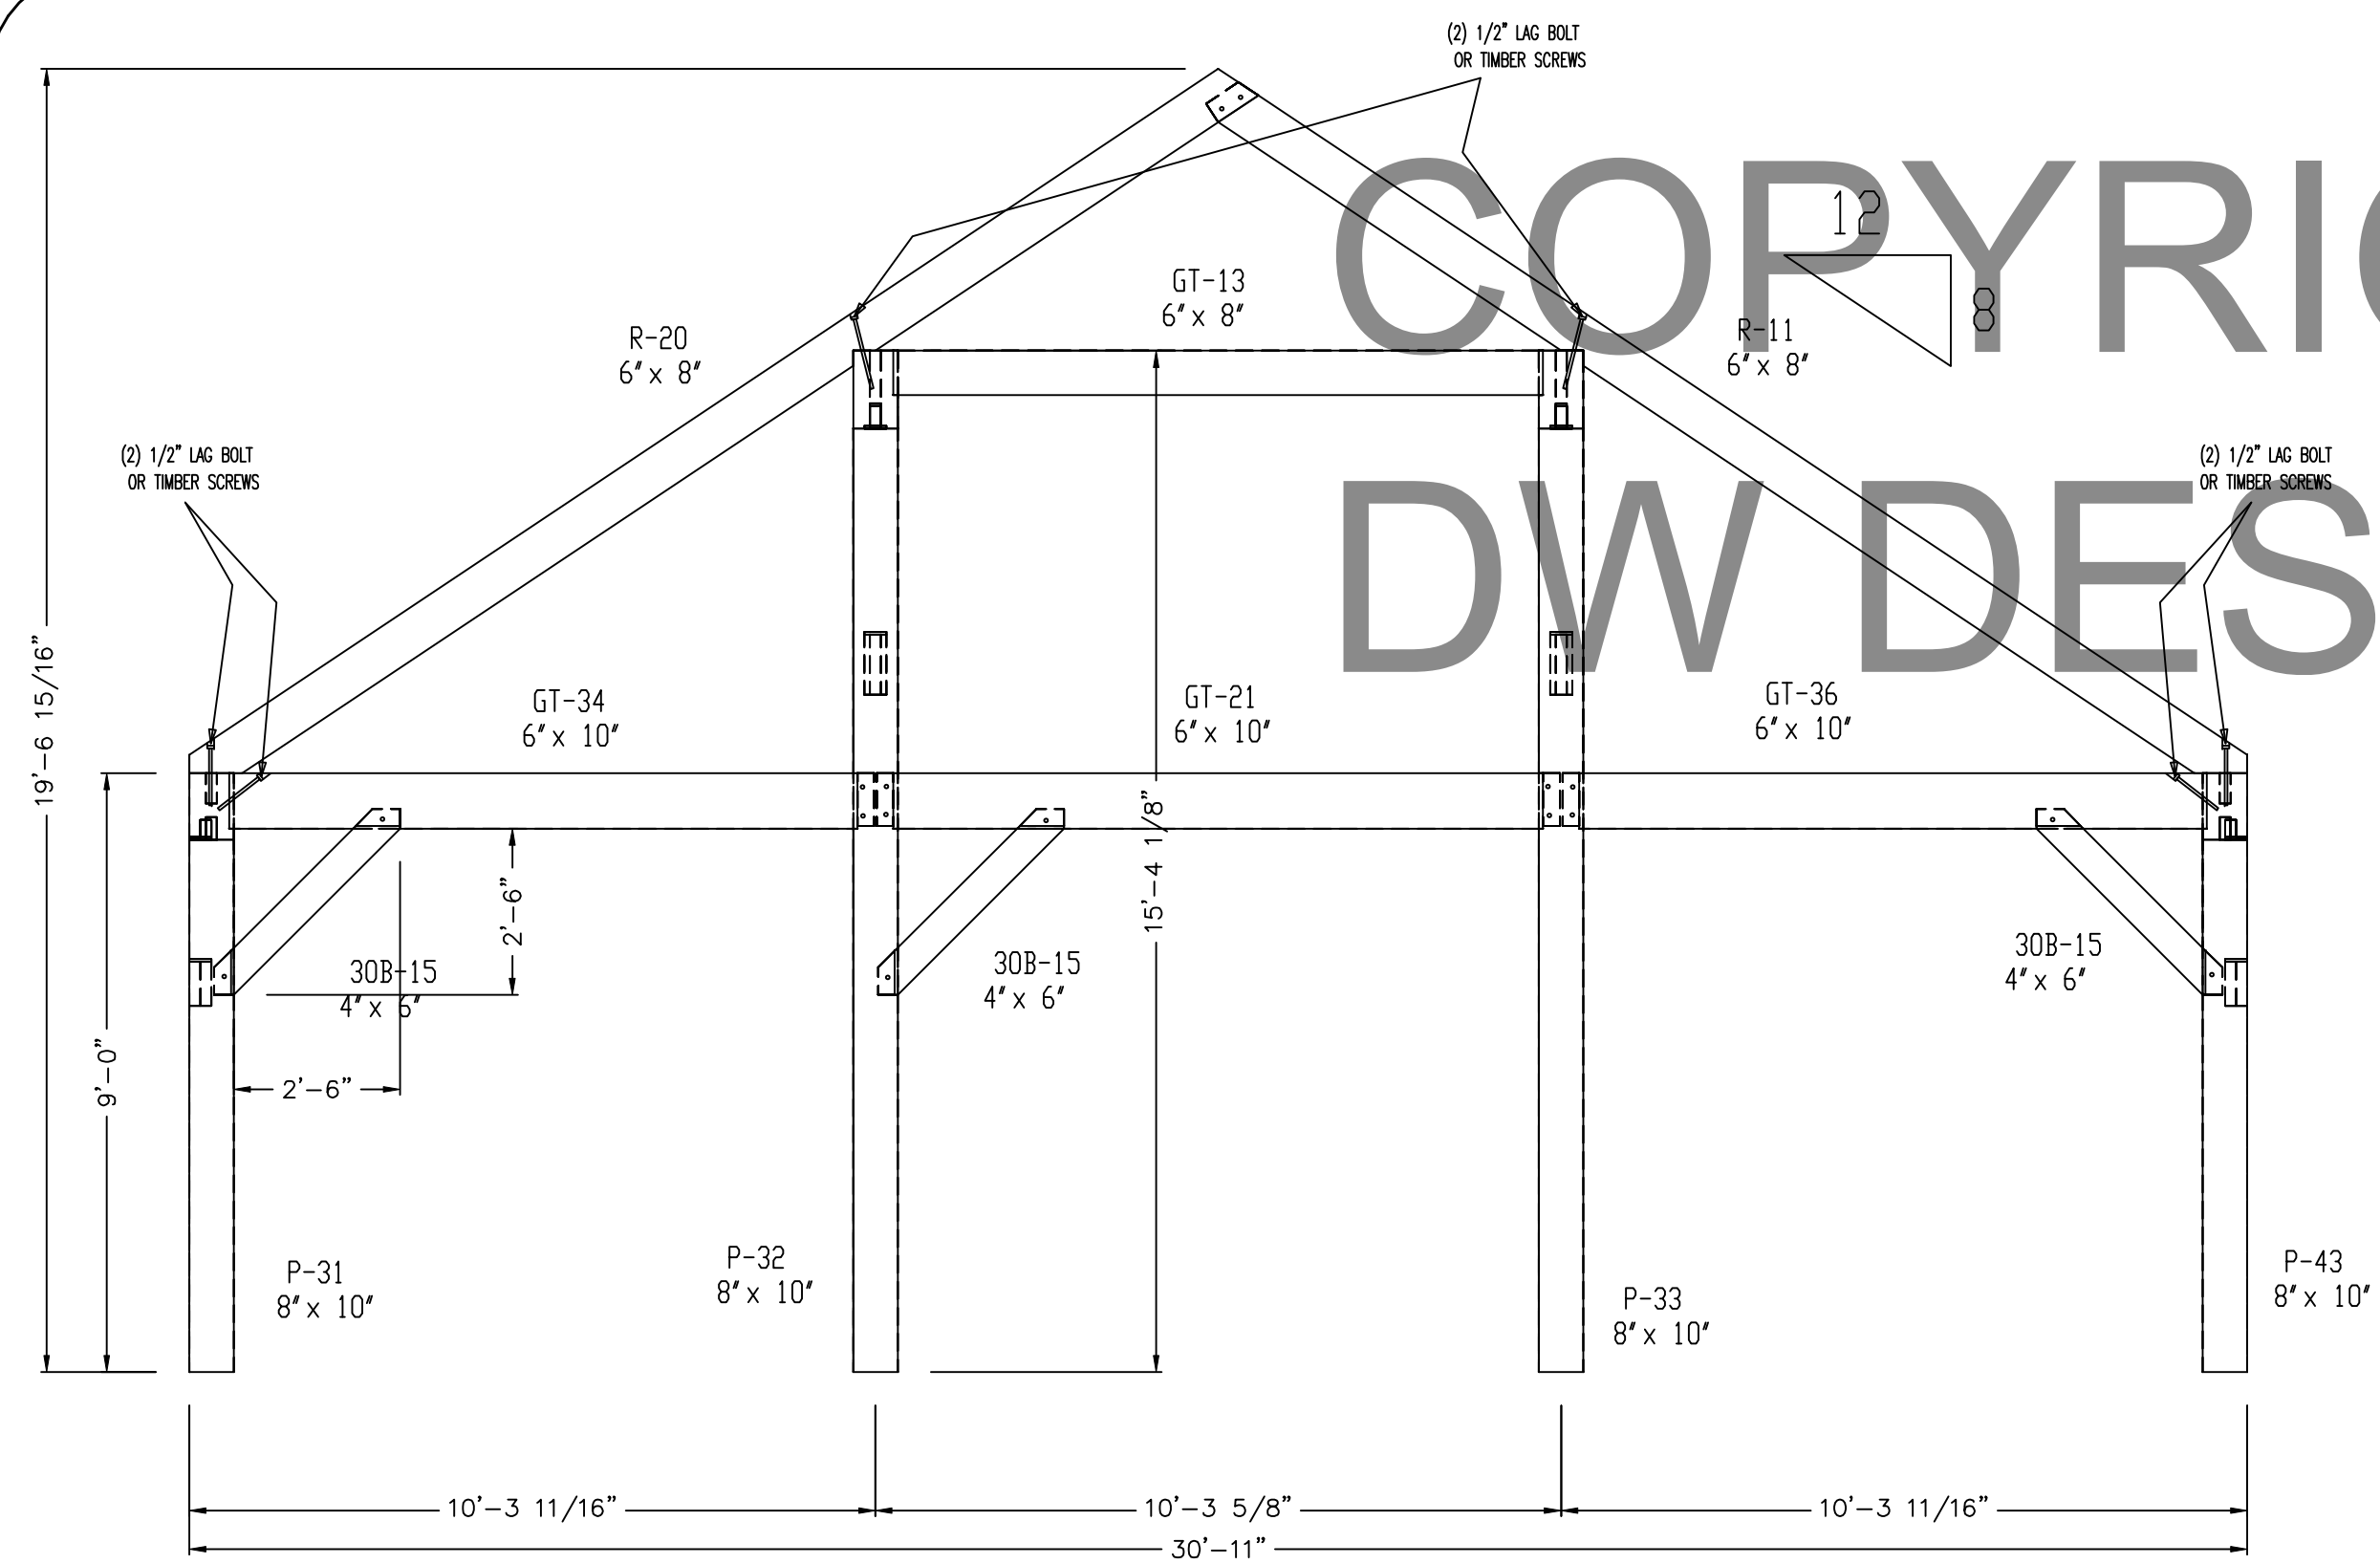 (2) 1/2" LAG BOLT
OR TIMBER SCREWS
COPYRIG
12
8
GT-13
6" x 8"
R-20
6" x 8"
R-11
6" x 8"
(2) 1/2" LAG BOLT
OR TIMBER SCREWS
(2) 1/2" LAG BOLT
OR TIMBER SCREWS
DW DES
19'-6 15/16"
GT-34
6" x 10"
GT-21
6" x 10"
GT-36
6" x 10"
15'-4 1/8"
2'-6"
30B-15
4" x 6"
30B-15
4" x 6"
30B-15
4" x 6"
9'-0"
2'-6"
P-31
8" x 10"
P-32
8" x 10"
P-33
8" x 10"
P-43
8" x 10"
10'-3 11/16"
10'-3 5/8"
10'-3 11/16"
30'-11"